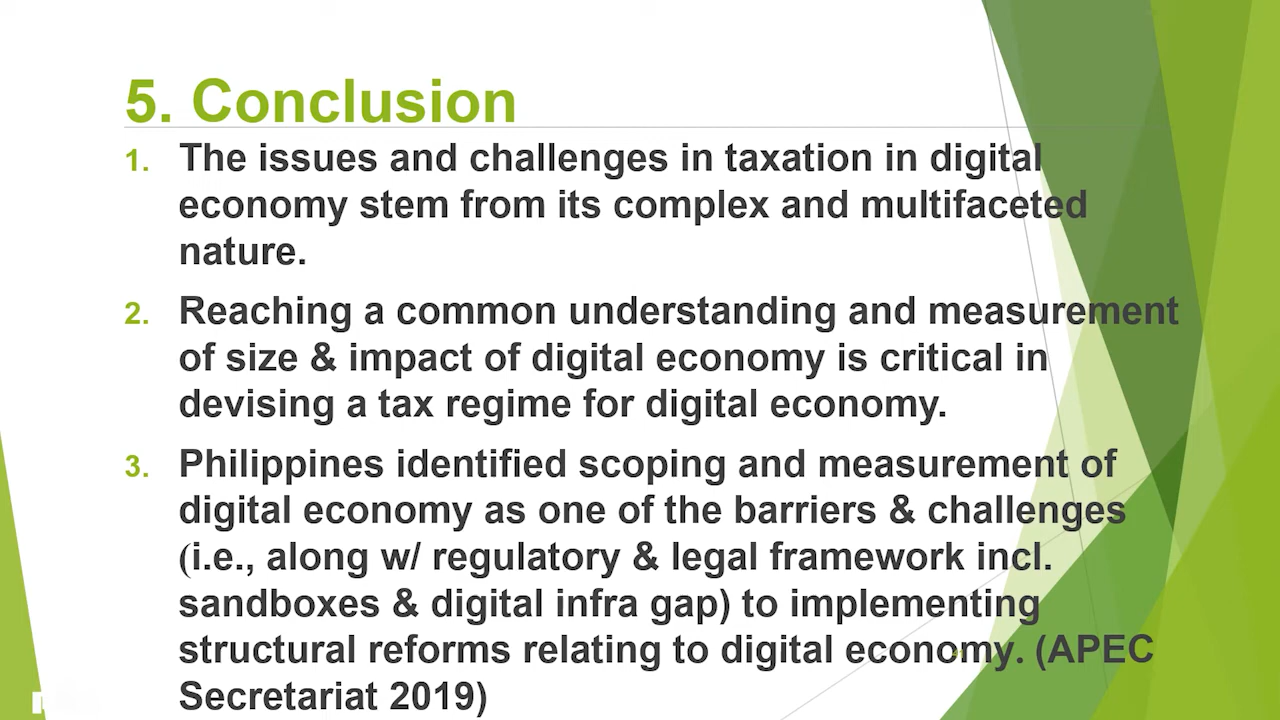 5. Conclusion
1. The issues and challenges in taxation in digital
economy stem from its complex and multifaceted
nature.
2. Reaching a common understanding and measurement
of size & impact of digital economy is critical in
devising a tax regime for digital economy.
3. Philippines identified scoping and measurement of
digital economy as one of the barriers & challenges
(i.e., along w/ regulatory & legal framework incl.
sandboxes & digital infra gap) to implementing
structural reforms relating to digital economy. (APEC
Secretariat 2019)